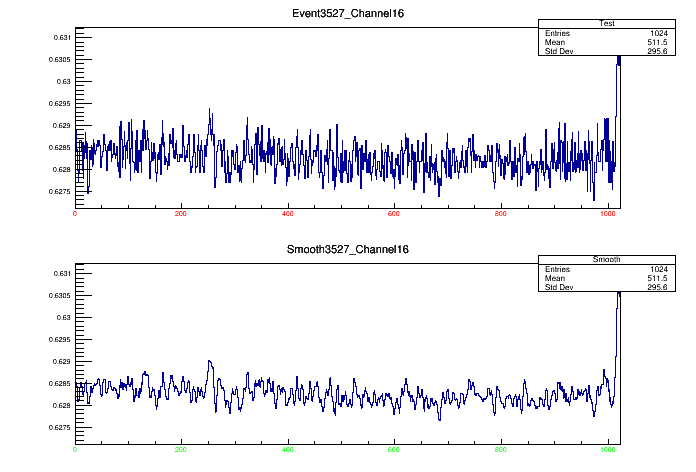 Event3527_Channel16
Test
Entries 1024
Mean 511.5
Std Dev 295.6
0.631
0.6305
0.63
0.6295
0.629
0.6285
0.628
0.6275
0 200 400 600 800 1000
Smooth3527_Channel16
Smooth
Entries 1024
Mean 511.5
Std Dev 295.6
0.631
0.6305
0.63
0.6295
0.629
0.6285
0.628
0.6275
0 200 400 600 800 1000